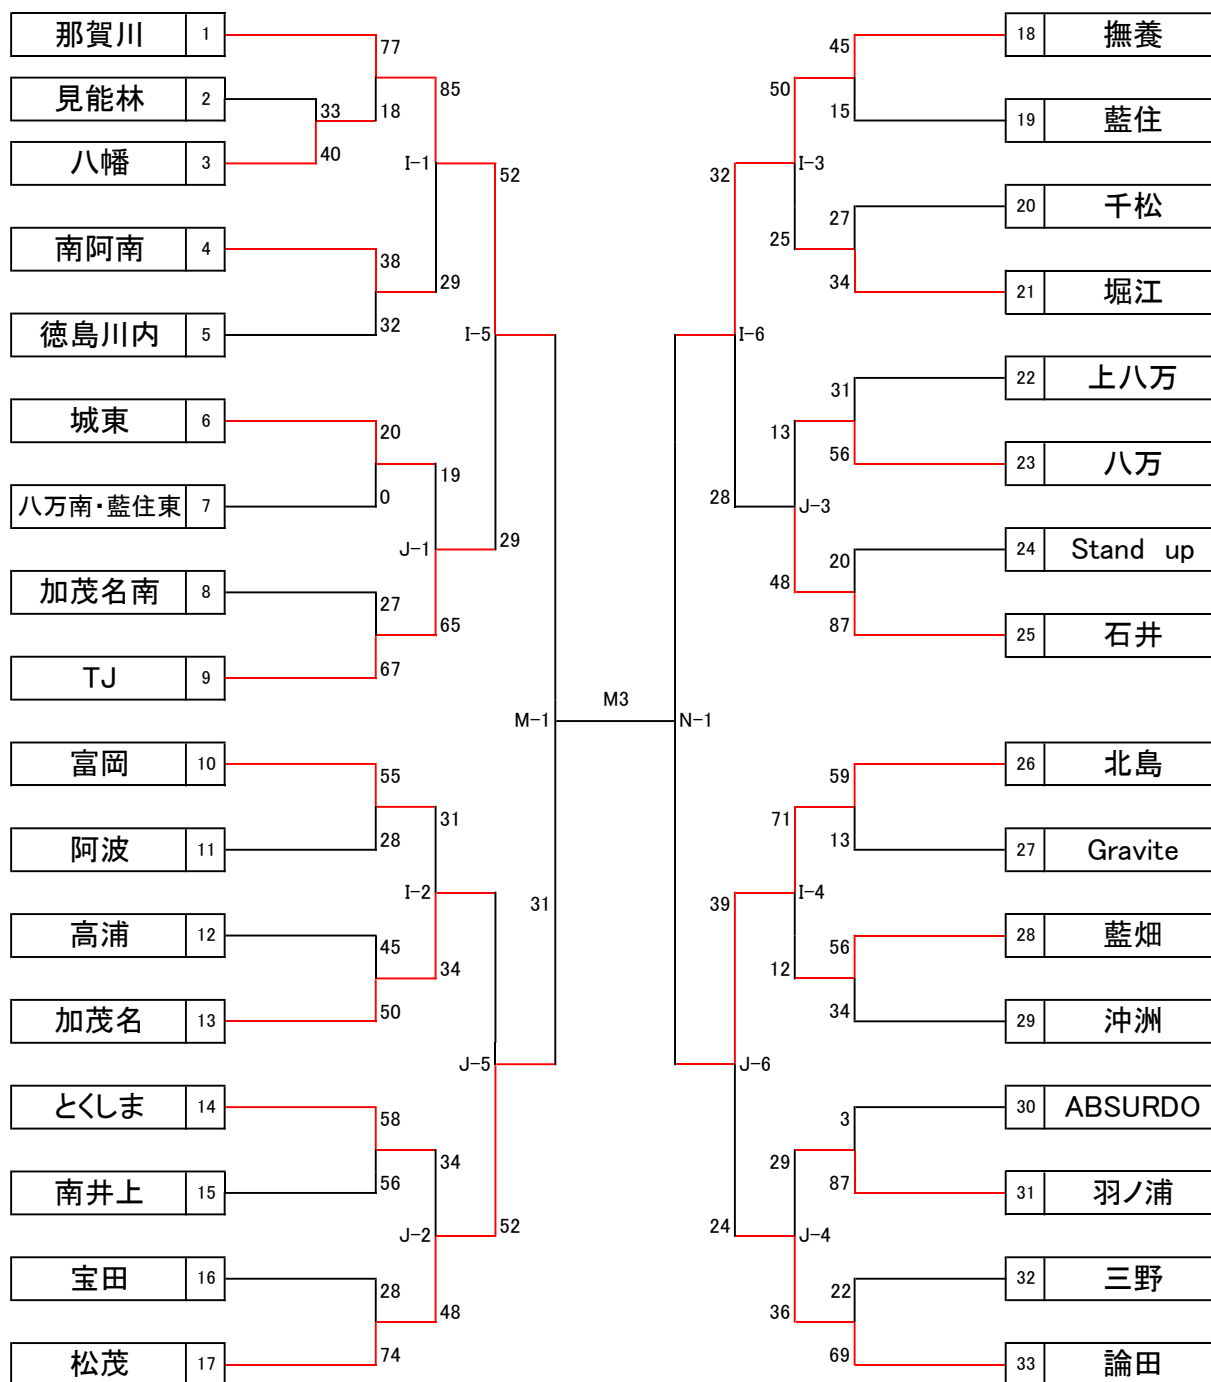 那賀川 1
77
見能林 2
33
18
85
八幡 3
40
I-1
52
南阿南 4
38
29
徳島川内 5
32
I-5
城東 6
20
19
八万南・藍住東 7
0
J-1
29
加茂名南 8
27
65
TJ 9
67
M-1
M3
N-1
富岡 10
55
31
阿波 11
28
I-2
31
高浦 12
45
34
加茂名 13
50
J-5
とくしま 14
58
34
南井上 15
56
J-2
52
宝田 16
28
48
松茂 17
74
45
18 撫養
50
15
19 藍住
32
I-3
27
20 千松
25
34
21 堀江
I-6
31
22 上八万
13
56
23 八万
28
J-3
20
24 Stand up
48
87
25 石井
59
26 北島
71
13
27 Gravite
39
I-4
56
28 藍畑
12
34
29 沖洲
J-6
3
30 ABSURDO
29
87
31 羽ノ浦
24
J-4
22
32 三野
36
69
33 論田